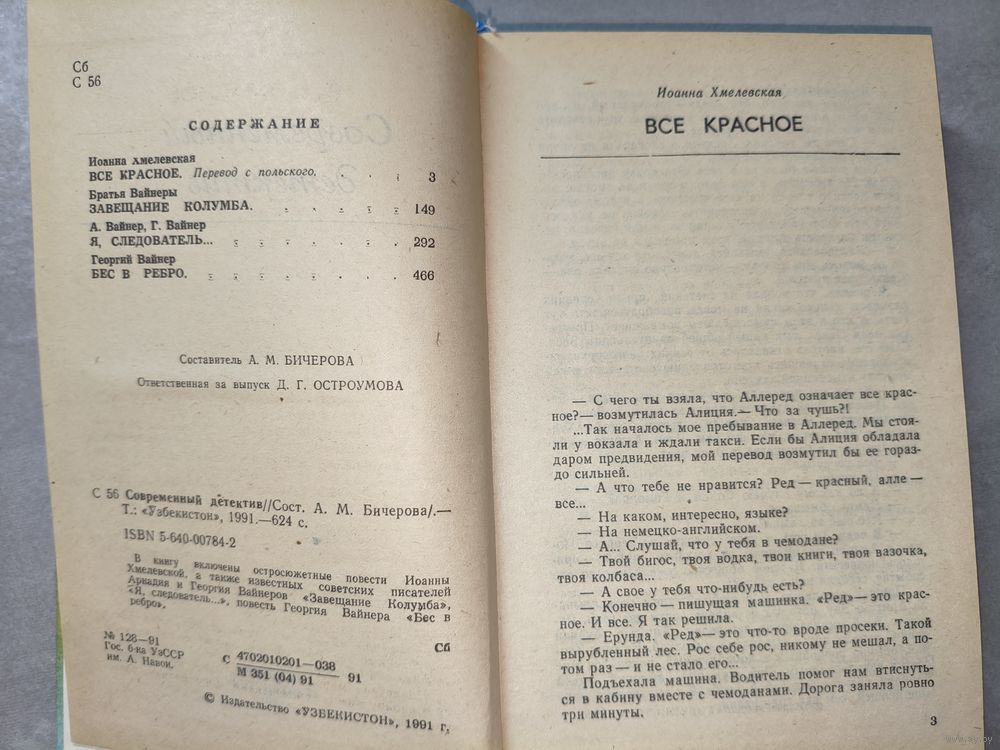 Сб
С 56
СОДЕРЖАНИЕ
Иоанна Хмелевская
ВСЕ КРАСНОЕ. Перевод с польского. . . . 3
Братья Вайнеры
ЗАВЕЩАНИЕ КОЛУМБА. . . . . . 149
А. Вайнер, Г. Вайнер
Я, СЛЕДОВАТЕЛЬ... . . . . . . 292
Георгий Вайнер
БЕС В РЕБРО. . . . . . . 466
Составитель А. М. БИЧЕРОВА
Ответственная за выпуск Д. Г. ОСТРОУМОВА
С 56 Современный детектив//Сост. А. М. Бичерова/.—
Т.: «Узбекистон», 1991.—624 с.
ISBN 5-640-00784-2
В книгу включены остросюжетные повести Иоанны
Хмелевской, а также известных советских писателей
Аркадия и Георгия Вайнеров «Завещание Колумба»,
«Я, следователь...», повесть Георгия Вайнера «Бес в
ребро».
Сб
№ 128—91
Гос. б-ка УзССР
им. А. Навои.
С 4702010201—038 91
М 351 (04) 91
© Издательство «УЗБЕКИСТОН», 1991 г.
Иоанна Хмелевская
ВСЕ КРАСНОЕ
— С чего ты взяла, что Аллеред означает все крас-
ное?— возмутилась Алиция.— Что за чушь?!
...Так началось мое пребывание в Аллеред. Мы стоя-
ли у вокзала и ждали такси. Если бы Алиция обладала
даром предвидения, мой перевод возмутил бы ее гораз-
до сильней.
— А что тебе не нравится? Ред — красный, алле —
все...
— На каком, интересно, языке?
— На немецко-английском.
— А... Слушай, что у тебя в чемодане?
— Твой бигос, твоя водка, твои книги, твоя вазочка,
твоя колбаса...
— А свое у тебя что-нибудь есть?
— Конечно — пишущая машинка. «Ред»— это крас-
ное. И все. Я так решила.
— Ерунда. «Ред»— это что-то вроде просеки. Такой
вырубленный лес. Рос себе рос, никому не мешал, а по-
том раз — и не стало его...
Подъехала машина. Водитель помог нам втиснуть-
ся в кабину вместе с чемоданами. Дорога заняла ровно
три минуты.
3